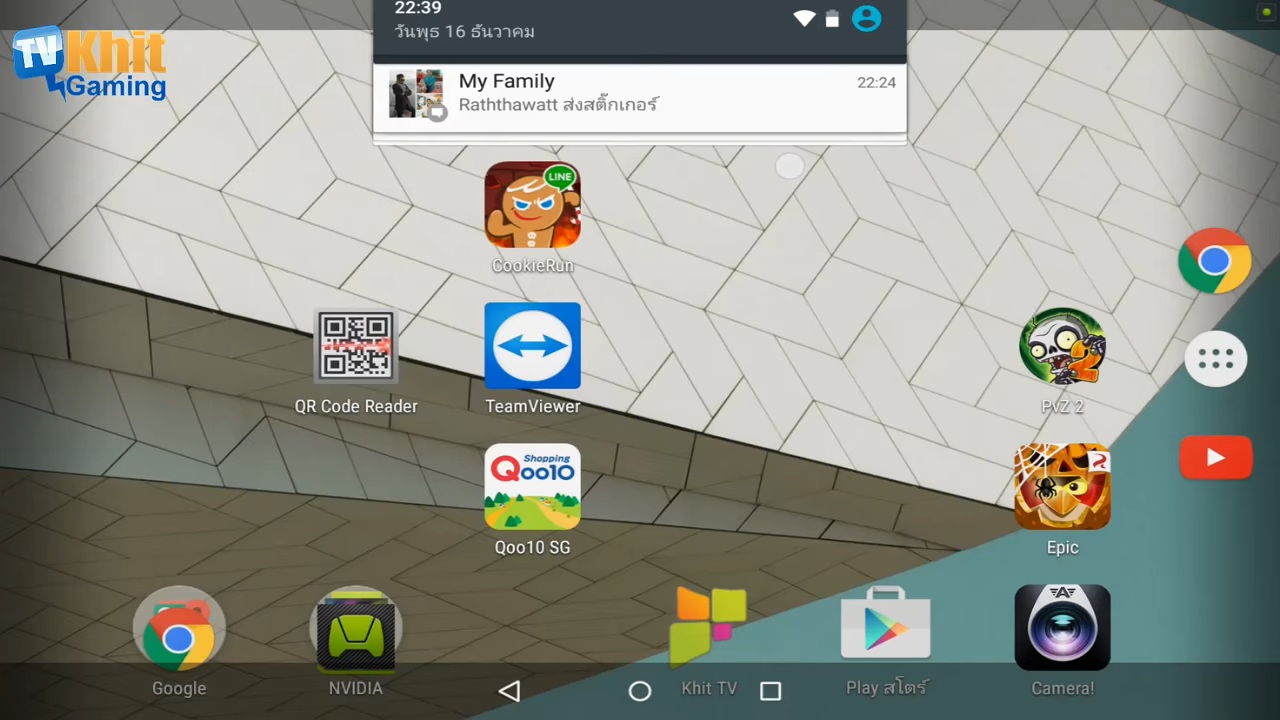 22:39
วันพุธ 16 ธันวาคม
TV Khit
Gaming
My Family
22:24
Raththawatt ส่งสติ๊กเกอร์
LINE
CookieRun
QR Code Reader
TeamViewer
PvZ 2
Shopping
Qoo10
Qoo10 SG
Epic
Google
NVIDIA
Khit TV
Play สโตร์
Camera!